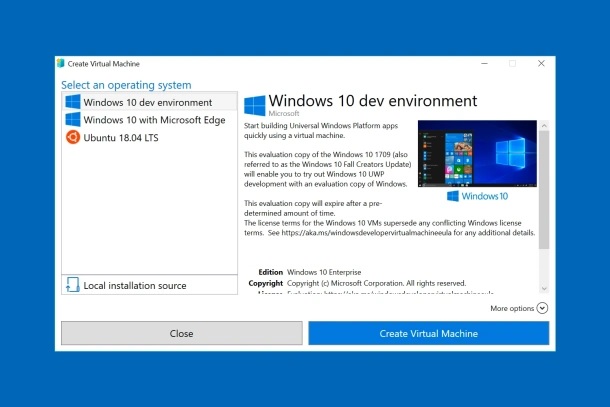 Create Virtual Machine
Select an operating system
Windows 10 dev environment
Windows 10 with Microsoft Edge
Ubuntu 18.04 LTS
Local installation source
Windows 10 dev environment
Microsoft
Start building Universal Windows Platform apps
quickly using a virtual machine.
This evaluation copy of the Windows 10 1709 (also
referred to as the Windows 10 Fall Creators Update)
will enable you to try out Windows 10 UWP
development with an evaluation copy of Windows.
This evaluation copy will expire after a pre-
determined amount of time.
The license terms for the Windows 10 VMs supersede any conflicting Windows license
terms. See https://aka.ms/windowsdevelopervirtualmachineeula for any additional details.
Windows10
Edition Windows 10 Enterprise
Copyright Copyright (c) Microsoft Corporation. All rights reserved.
More options
Close
Create Virtual Machine